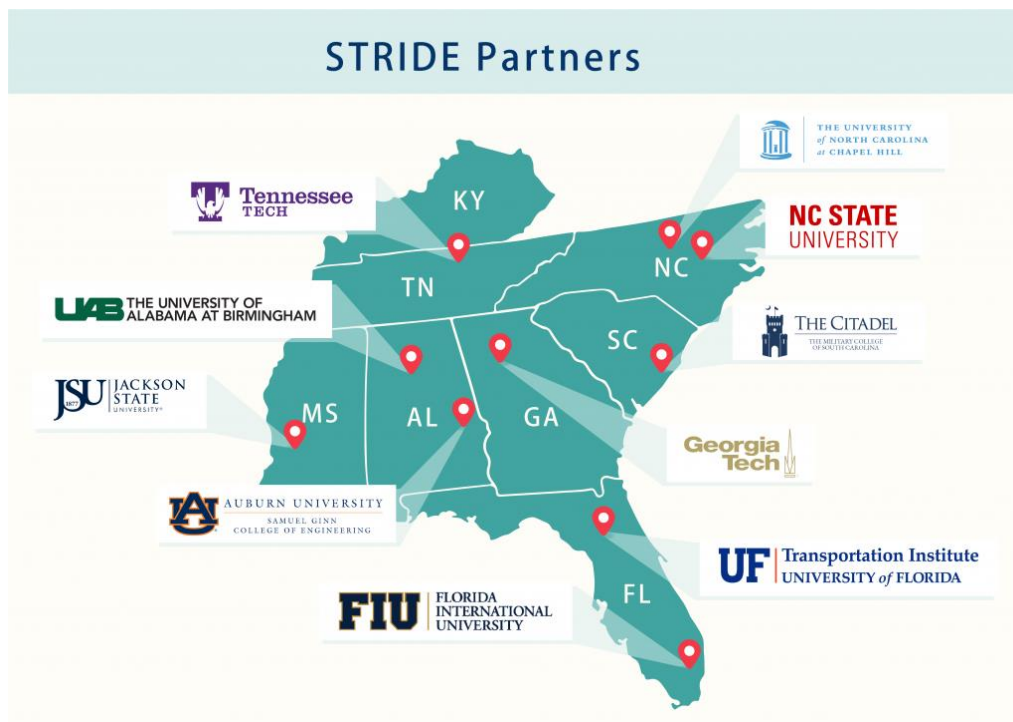 STRIDE Partners
THE UNIVERSITY
of NORTH CAROLINA
at CHAPEL HILL
Tennessee
TECH
KY
NC STATE
UNIVERSITY
NC
TN
UAB THE UNIVERSITY OF
ALABAMA AT BIRMINGHAM
THE CITADEL
THE MILITARY COLLEGE
OF SOUTH CAROLINA
SC
JSU
1877
JACKSON
STATE
UNIVERSITY®
MS
AL
GA
Georgia
Tech
AU
AUBURN UNIVERSITY
SAMUEL GINN
COLLEGE OF ENGINEERING
UF Transportation Institute
UNIVERSITY of FLORIDA
FL
FIU
FLORIDA
INTERNATIONAL
UNIVERSITY